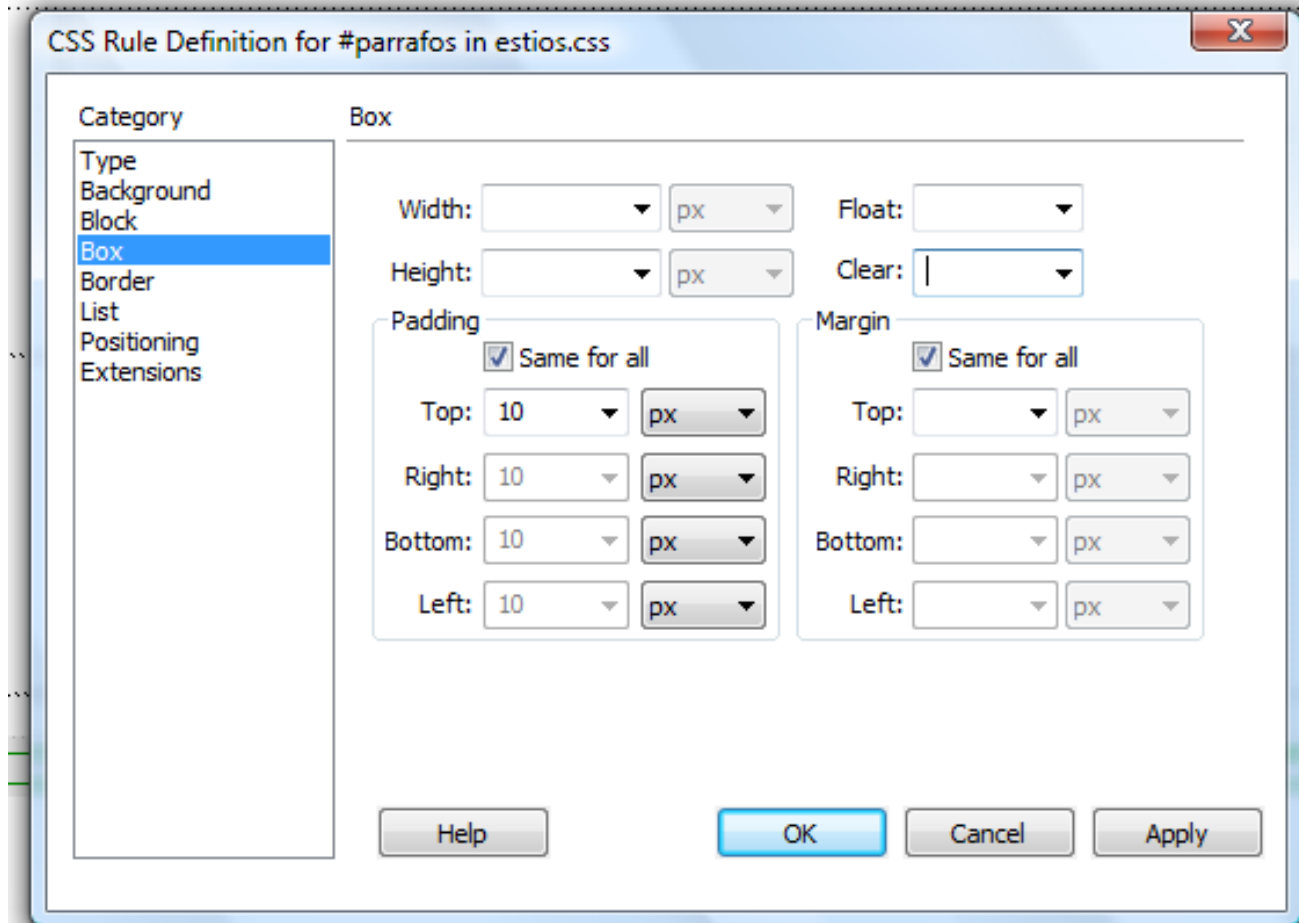 CSS Rule Definition for #parrafos in estios.css
Category
Type
Background
Block
Box
Border
List
Positioning
Extensions
Box
Width: px Float:
Height: px Clear:
Padding
Same for all
Top: 10 px
Right: 10 px
Bottom: 10 px
Left: 10 px
Margin
Same for all
Top: px
Right: px
Bottom: px
Left: px
Help OK Cancel Apply